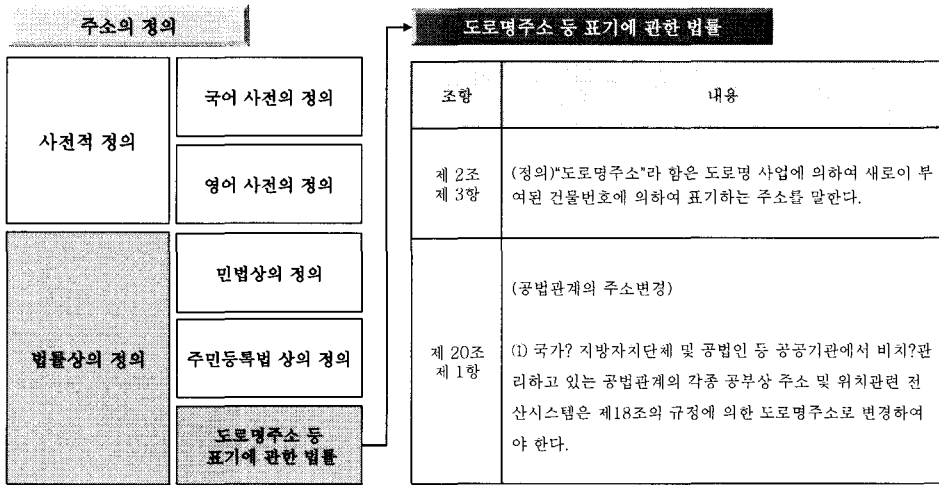 주소의 정의
사전적 정의
국어 사전의 정의
영어 사전의 정의
법률상의 정의
민법상의 정의
주민등록법 상의 정의
도로명주소 등
표기에 관한 법률
도로명주소 등 표기에 관한 법률
조항
내용
제 2조
제 3항
(정의)“도로명주소”라 함은 도로명 사업에 의하여 새로이 부
여된 건물번호에 의하여 표기하는 주소를 말한다.
제 20조
제 1항
(공법관계의 주소변경)
(1) 국가? 지방자치단체 및 공법인 등 공공기관에서 비치?관
리하고 있는 공법관계의 각종 공부상 주소 및 위치관련 전
산시스템은 제18조의 규정에 의한 도로명주소로 변경하여
야 한다.